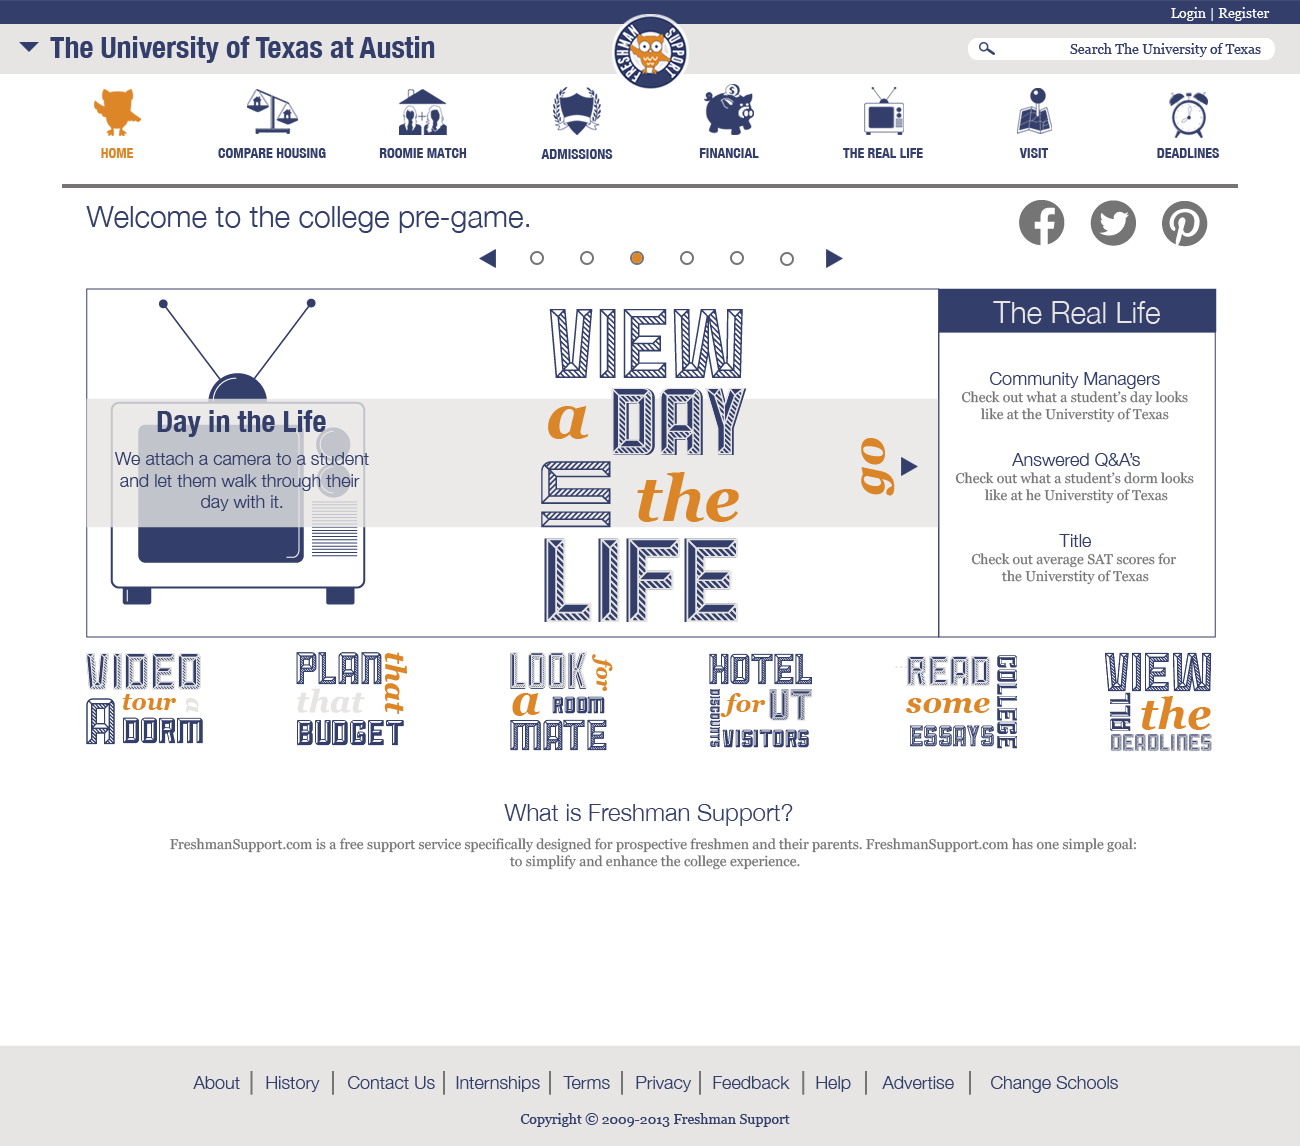 Login | Register
The University of Texas at Austin
FRESHMAN SUPPORT
Search The University of Texas
HOME
COMPARE HOUSING
ROOMIE MATCH
ADMISSIONS
FINANCIAL
THE REAL LIFE
VISIT
DEADLINES
Welcome to the college pre-game.
Day in the Life
We attach a camera to a student
and let them walk through their
day with it.
VIEW
a DAY
IN the
LIFE
go
The Real Life
Community Managers
Check out what a student's day looks
like at the Universtity of Texas
Answered Q&A's
Check out what a student's dorm looks
like at he Universtity of Texas
Title
Check out average SAT scores for
the Universtity of Texas
VIDEO
tour a
A DORM
PLAN that
that
BUDGET
LOOK for
a ROOM
MATE
HOTEL
DISCOUNTS for UT
VISITORS
READ
some
COLLEGE
ESSAYS
VIEW
ALL the
DEADLINES
What is Freshman Support?
FreshmanSupport.com is a free support service specifically designed for prospective freshmen and their parents. FreshmanSupport.com has one simple goal:
to simplify and enhance the college experience.
About | History | Contact Us | Internships | Terms | Privacy | Feedback | Help | Advertise | Change Schools
Copyright © 2009-2013 Freshman Support